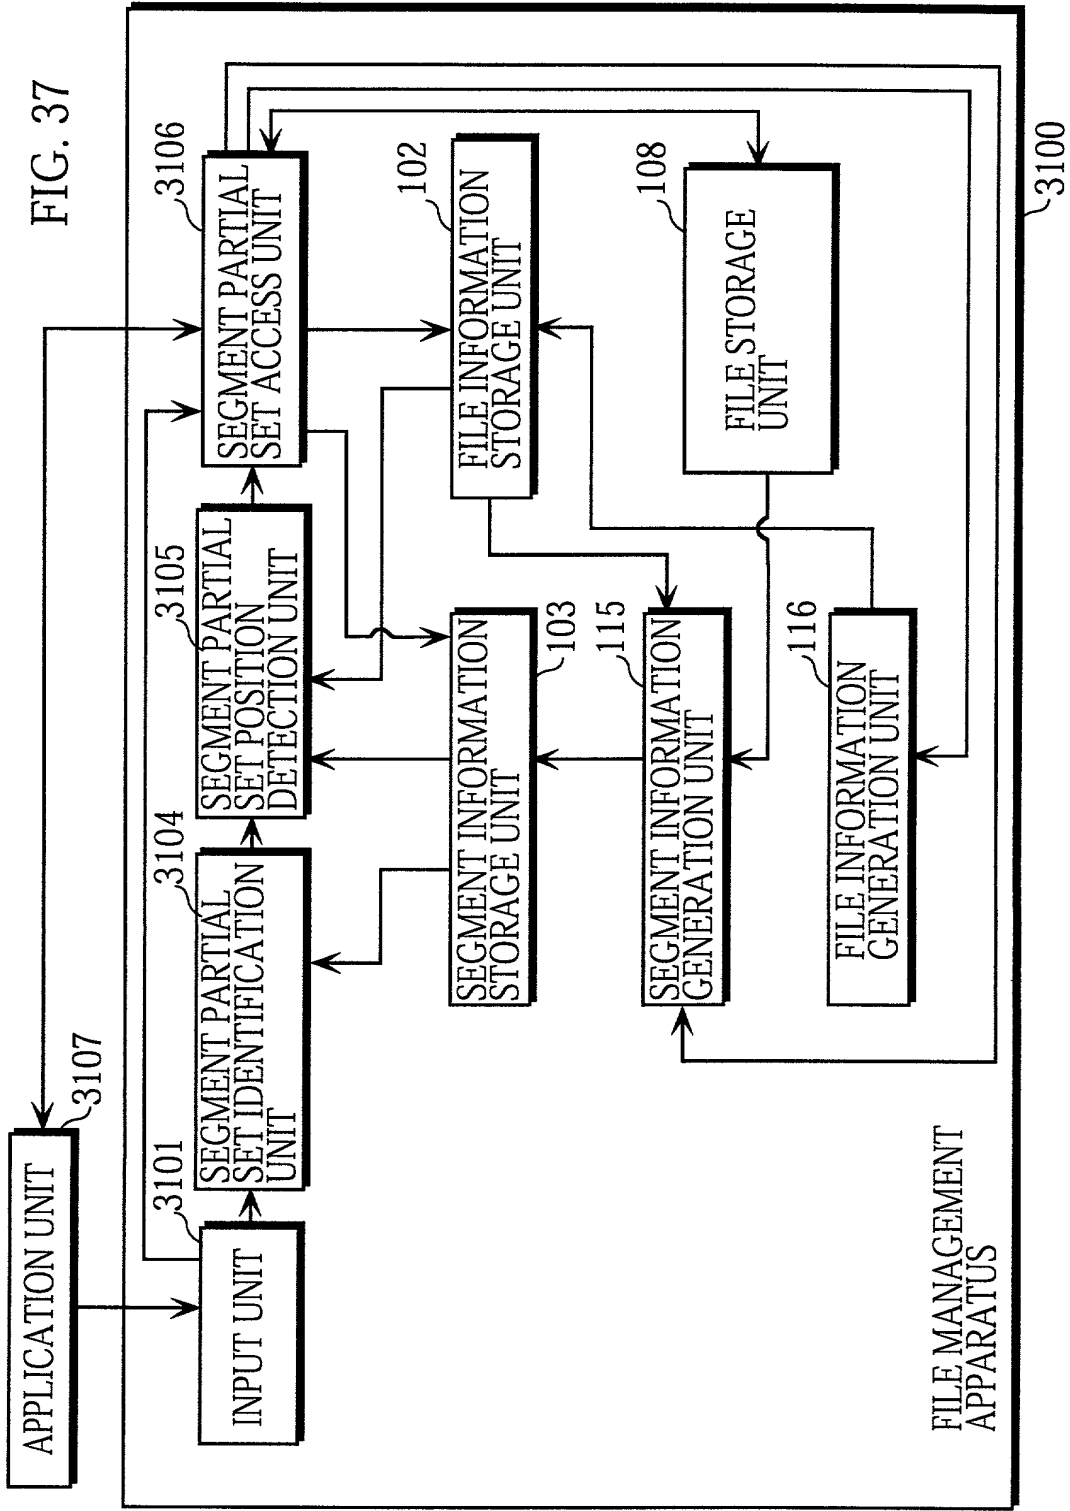 FIG. 37
APPLICATION UNIT
3107
3101
INPUT UNIT
3104
SEGMENT PARTIAL
SET IDENTIFICATION
UNIT
3105
SEGMENT PARTIAL
SET POSITION
DETECTION UNIT
3106
SEGMENT PARTIAL
SET ACCESS UNIT
102
FILE INFORMATION
STORAGE UNIT
103
SEGMENT INFORMATION
STORAGE UNIT
108
FILE STORAGE
UNIT
115
SEGMENT INFORMATION
GENERATION UNIT
116
FILE INFORMATION
GENERATION UNIT
FILE MANAGEMENT
APPARATUS
3100